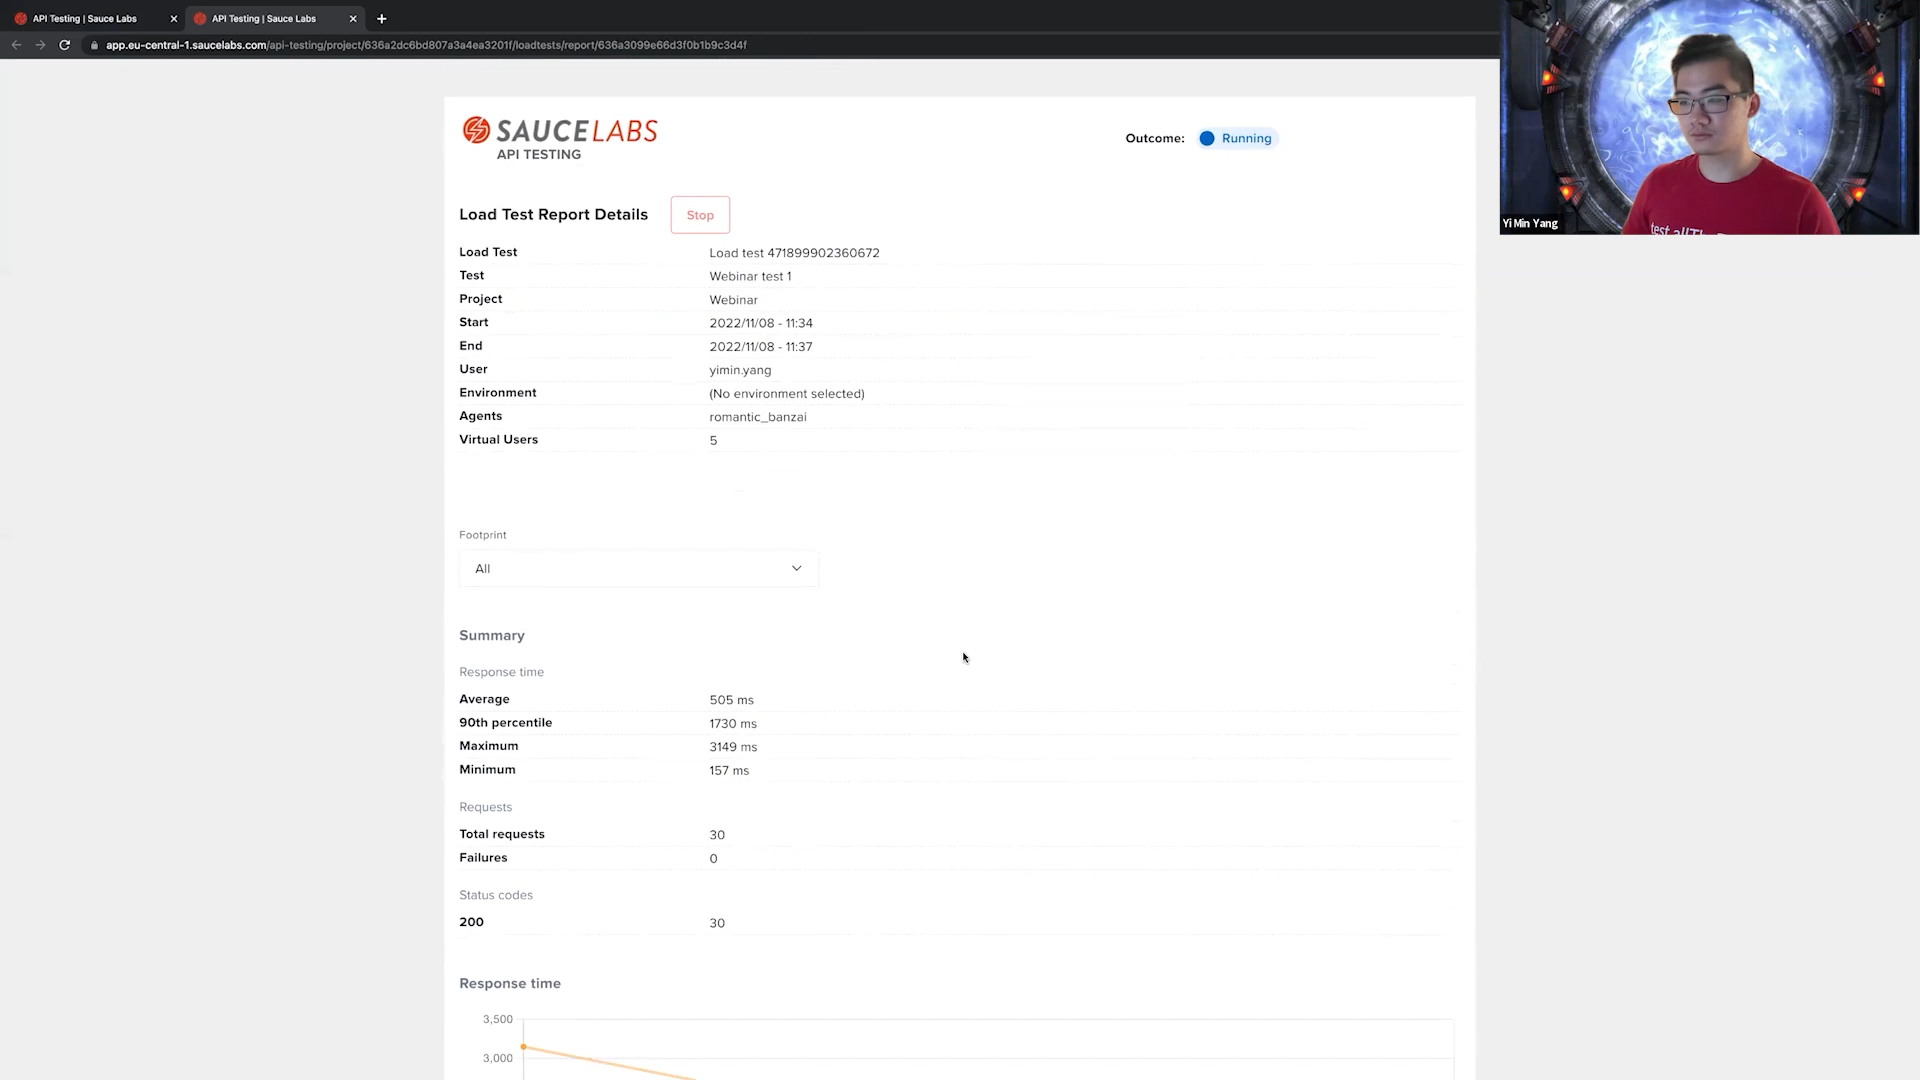 API Testing | Sauce Labs
API Testing | Sauce Labs
app.eu-central-1.saucelabs.com/api-testing/project/636a2dc6bd807a3a4ea3201f/loadtests/report/636a3099e66d3f0b1b9c3d4f
SAUCELABS
API TESTING
Outcome: Running
Load Test Report Details Stop
Load Test Load test 471899902360672
Test Webinar test 1
Project Webinar
Start 2022/11/08 - 11:34
End 2022/11/08 - 11:37
User yimin.yang
Environment (No environment selected)
Agents romantic_banzai
Virtual Users 5
Footprint
All
Summary
Response time
Average 505 ms
90th percentile 1730 ms
Maximum 3149 ms
Minimum 157 ms
Requests
Total requests 30
Failures 0
Status codes
200 30
Response time
3,500
3,000
Yi Min Yang